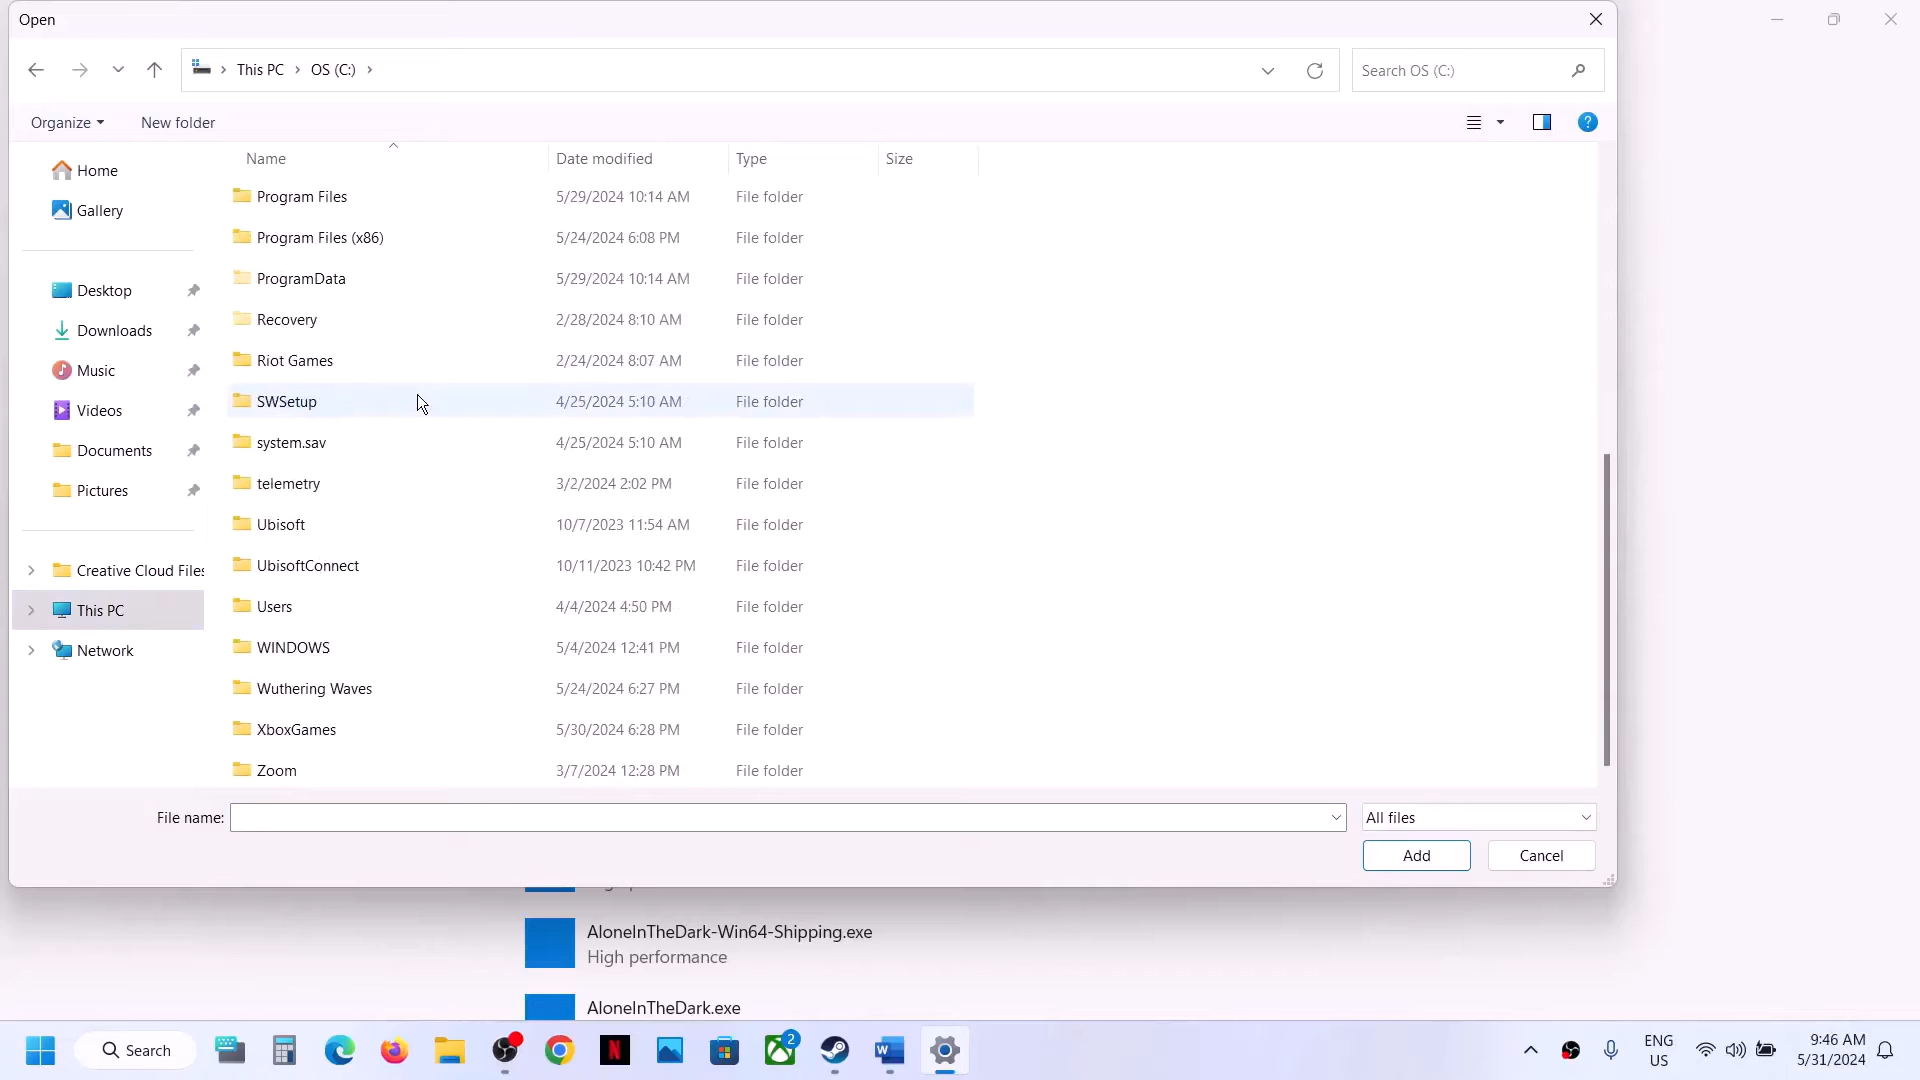 Open
This PC
OS (C:)
Search OS (C:)
Organize
New folder
Name
Date modified
Type
Size
Home
Gallery
Desktop
Downloads
Music
Videos
Documents
Pictures
Creative Cloud Files
This PC
Network
Program Files 5/29/2024 10:14 AM File folder
Program Files (x86) 5/24/2024 6:08 PM File folder
ProgramData 5/29/2024 10:14 AM File folder
Recovery 2/28/2024 8:10 AM File folder
Riot Games 2/24/2024 8:07 AM File folder
SWSetup 4/25/2024 5:10 AM File folder
system.sav 4/25/2024 5:10 AM File folder
telemetry 3/2/2024 2:02 PM File folder
Ubisoft 10/7/2023 11:54 AM File folder
UbisoftConnect 10/11/2023 10:42 PM File folder
Users 4/4/2024 4:50 PM File folder
WINDOWS 5/4/2024 12:41 PM File folder
Wuthering Waves 5/24/2024 6:27 PM File folder
XboxGames 5/30/2024 6:28 PM File folder
Zoom 3/7/2024 12:28 PM File folder
File name:
All files
Add
Cancel
AloneInTheDark-Win64-Shipping.exe
High performance
AloneInTheDark.exe
Search
2
ENG
US
9:46 AM
5/31/2024